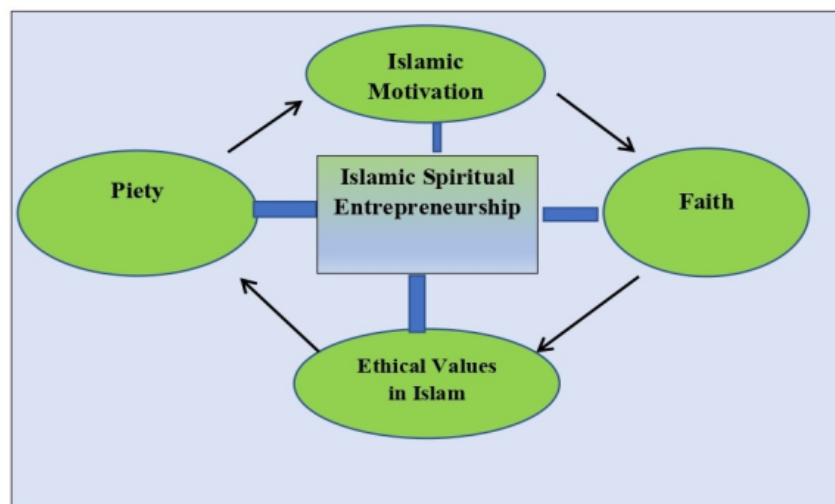 Islamic
Motivation
Islamic Spiritual
Entrepreneurship
Piety
Faith
Ethical Values
in Islam